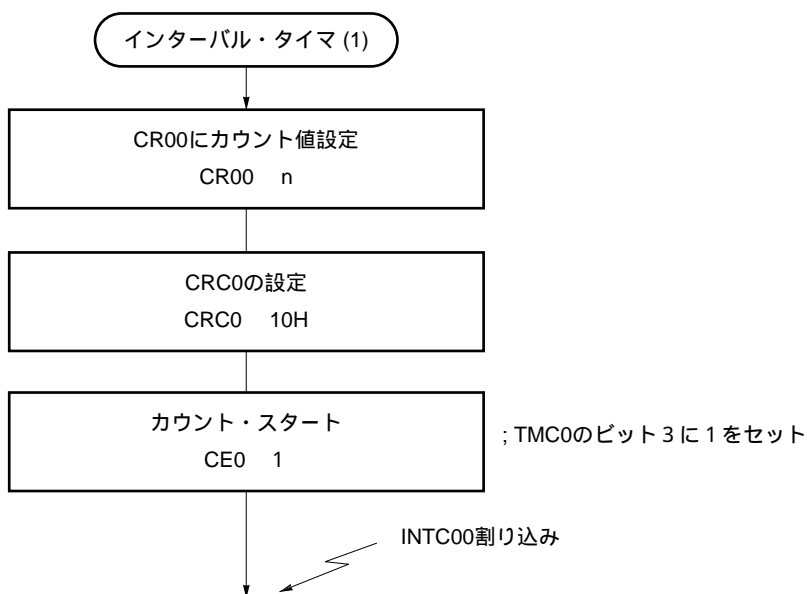 インターバル・タイマ (1)
CR00にカウント値設定
CR00 n
CRC0の設定
CRC0 10H
カウント・スタート
CE0 1
; TMC0のビット3に1をセット
INTC00割り込み